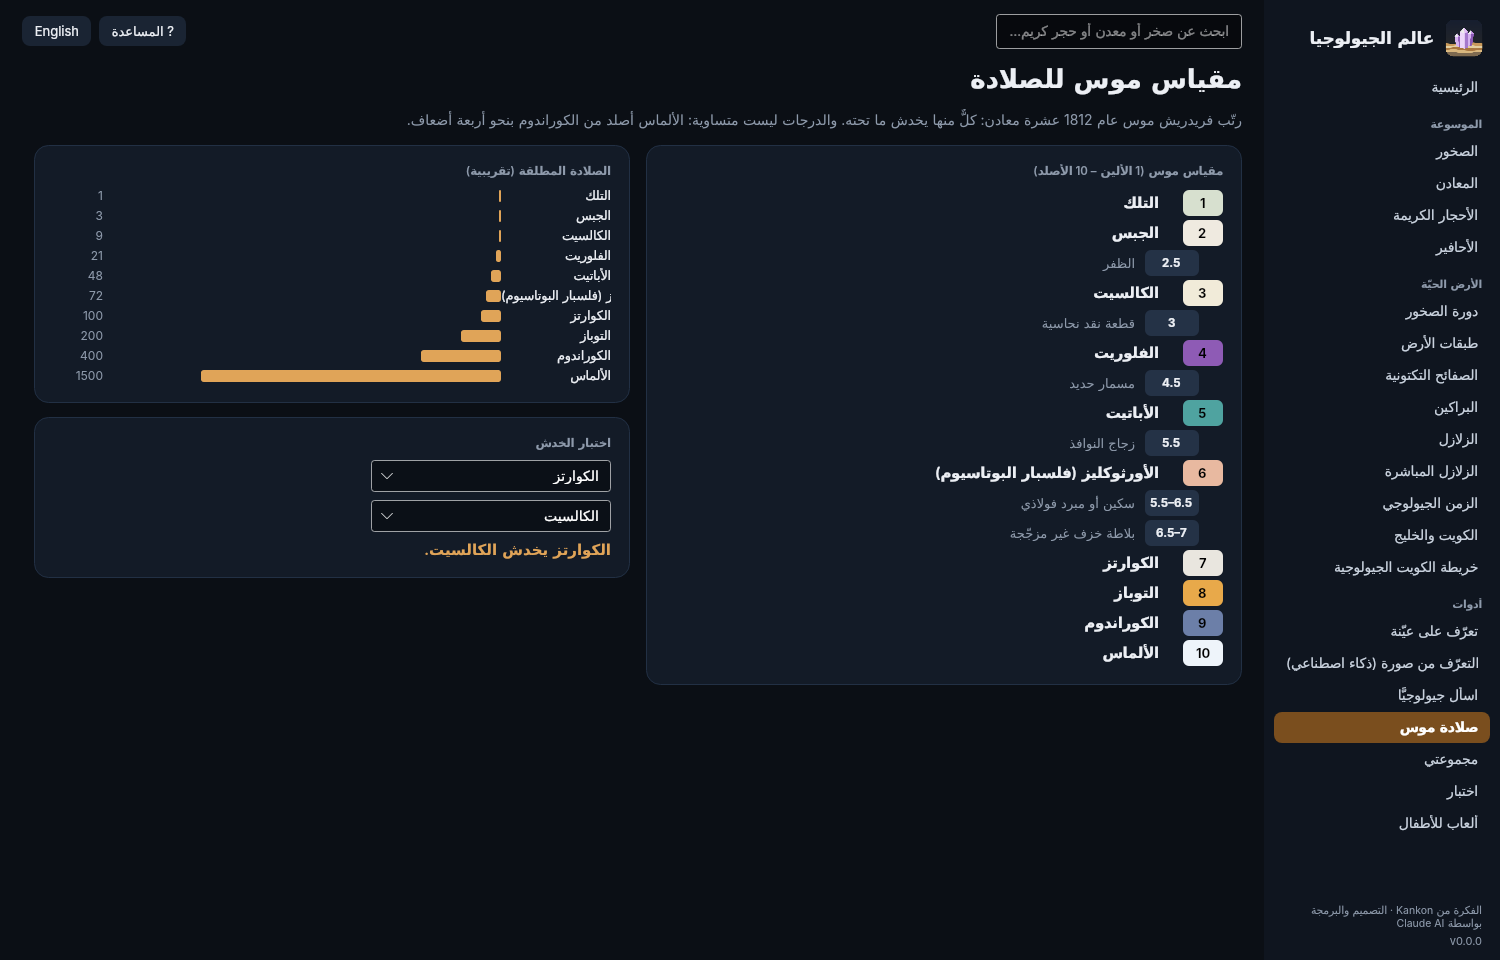 عالم الجيولوجيا
الرئيسية
الموسوعة
الصخور
المعادن
الأحجار الكريمة
الأحافير
الأرض الحيّة
دورة الصخور
طبقات الأرض
الصفائح التكتونية
البراكين
الزلازل
الزلازل المباشرة
الزمن الجيولوجي
الكويت والخليج
خريطة الكويت الجيولوجية
أدوات
تعرّف على عيّنة
التعرّف من صورة (ذكاء اصطناعي)
اسأل جيولوجيًّا
صلادة موس
مجموعتي
اختبار
ألعاب للأطفال
الفكرة من Kankon · التصميم والبرمجة
بواسطة Claude AI
v0.0.0
ابحث عن صخر أو معدن أو حجر كريم...
? المساعدة
English
مقياس موس للصلادة
رتّب فريدريش موس عام 1812 عشرة معادن: كلٌّ منها يخدش ما تحته. والدرجات ليست متساوية: الألماس أصلد من الكوراندوم بنحو أربعة أضعاف.
مقياس موس (1 الألين – 10 الأصلد)
1 التلك
2 الجبس
2.5 الظفر
3 الكالسيت
3 قطعة نقد نحاسية
4 الفلوريت
4.5 مسمار حديد
5 الأباتيت
5.5 زجاج النوافذ
6 الأورثوكليز (فلسبار البوتاسيوم)
5.5–6.5 سكين أو مبرد فولاذي
6.5–7 بلاطة خزف غير مزجّجة
7 الكوارتز
8 التوباز
9 الكوراندوم
10 الألماس
الصلادة المطلقة (تقريبية)
التلك 1
الجبس 3
الكالسيت 9
الفلوريت 21
الأباتيت 48
ز (فلسبار البوتاسيوم) 72
الكوارتز 100
التوباز 200
الكوراندوم 400
الألماس 1500
اختبار الخدش
الكوارتز
الكالسيت
الكوارتز يخدش الكالسيت.